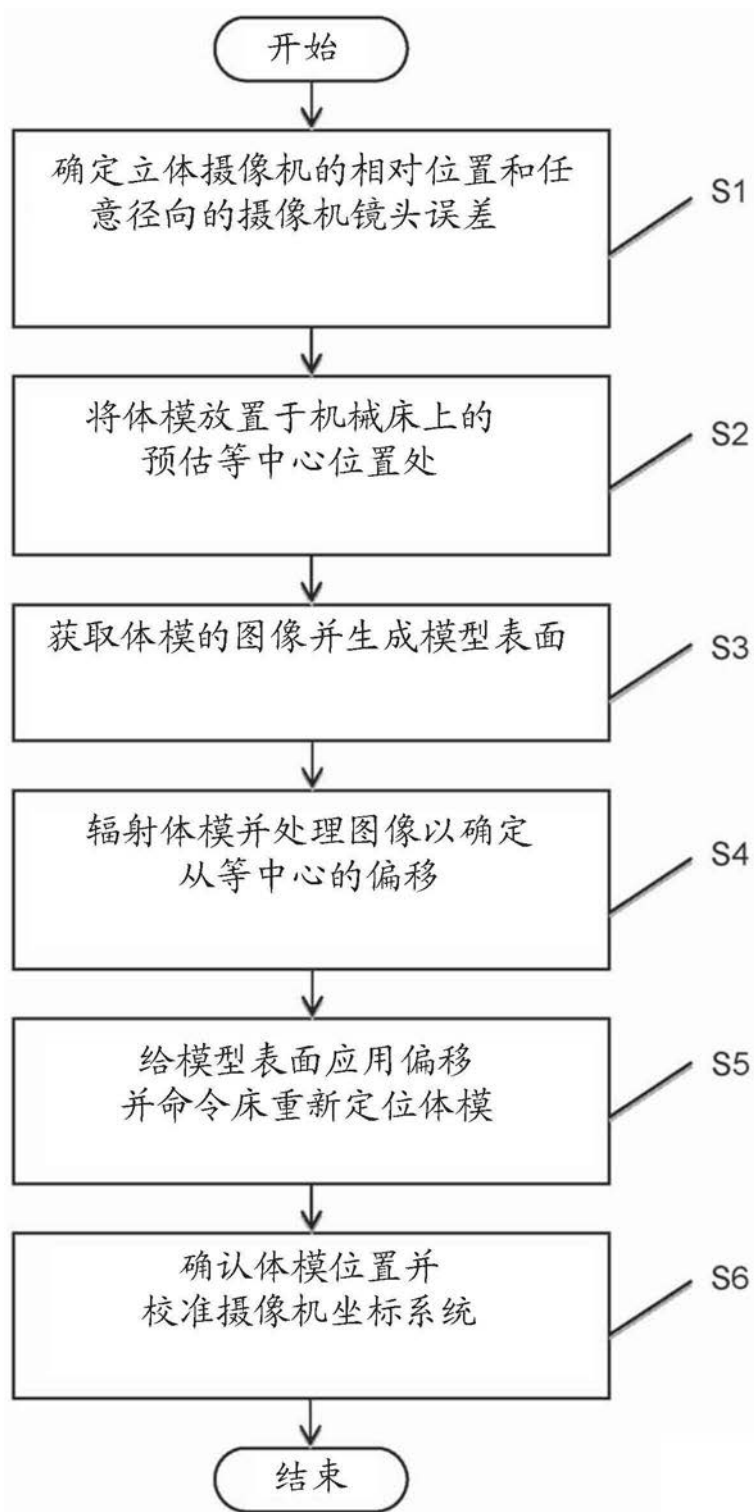 开始
确定立体摄像机的相对位置和任
意径向的摄像机镜头误差
S1
将体模放置于机械床上的
预估等中心位置处
S2
获取体模的图像并生成模型表面
S3
辐射体模并处理图像以确定
从等中心的偏移
S4
给模型表面应用偏移
并命令床重新定位体模
S5
确认体模位置并
校准摄像机坐标系统
S6
结束